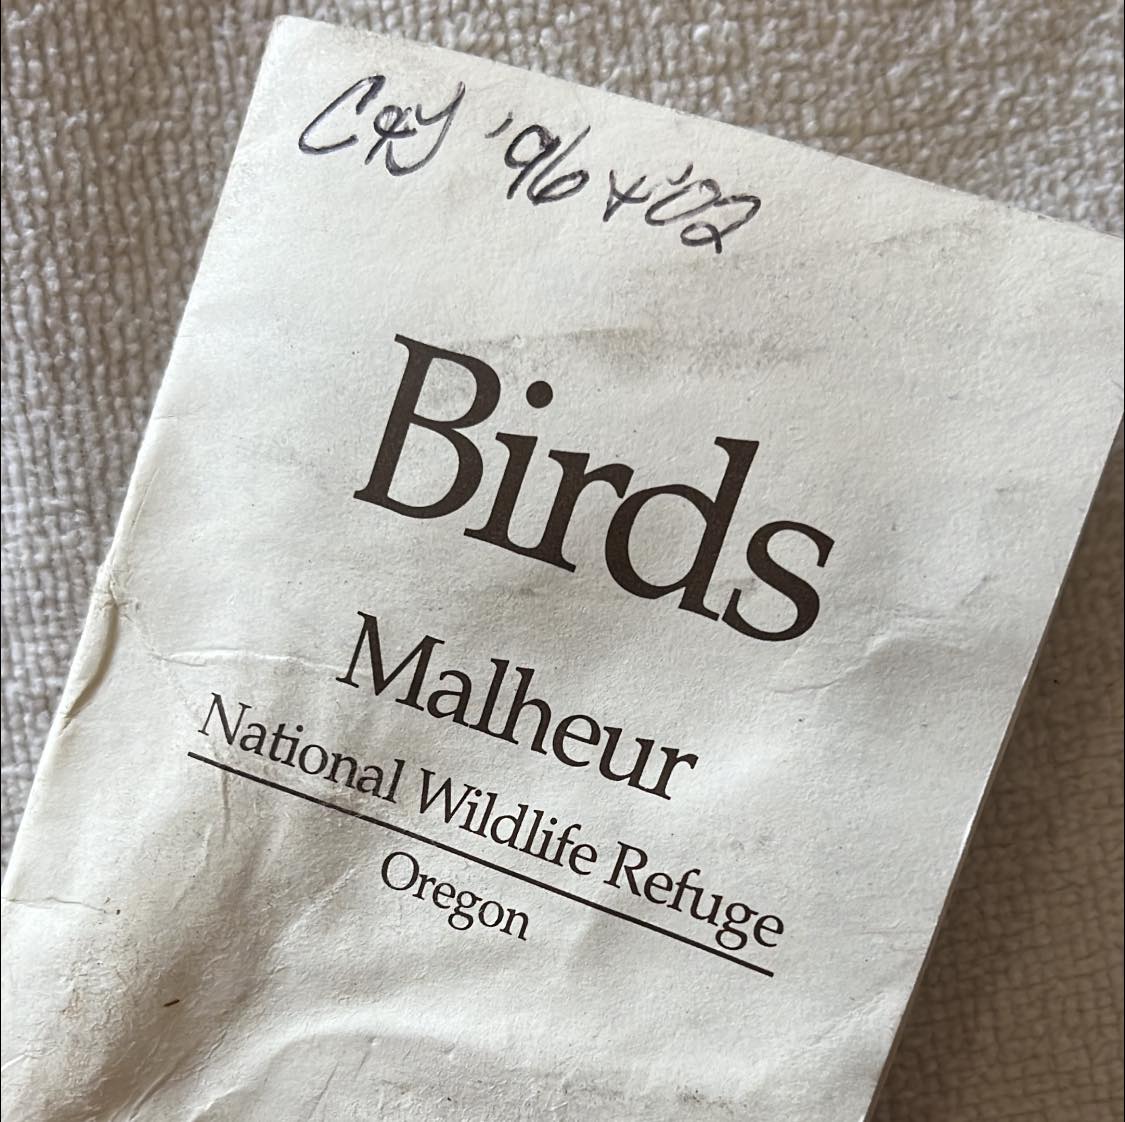 C&J '96 + '02
Birds
Malheur
National Wildlife Refuge
Oregon